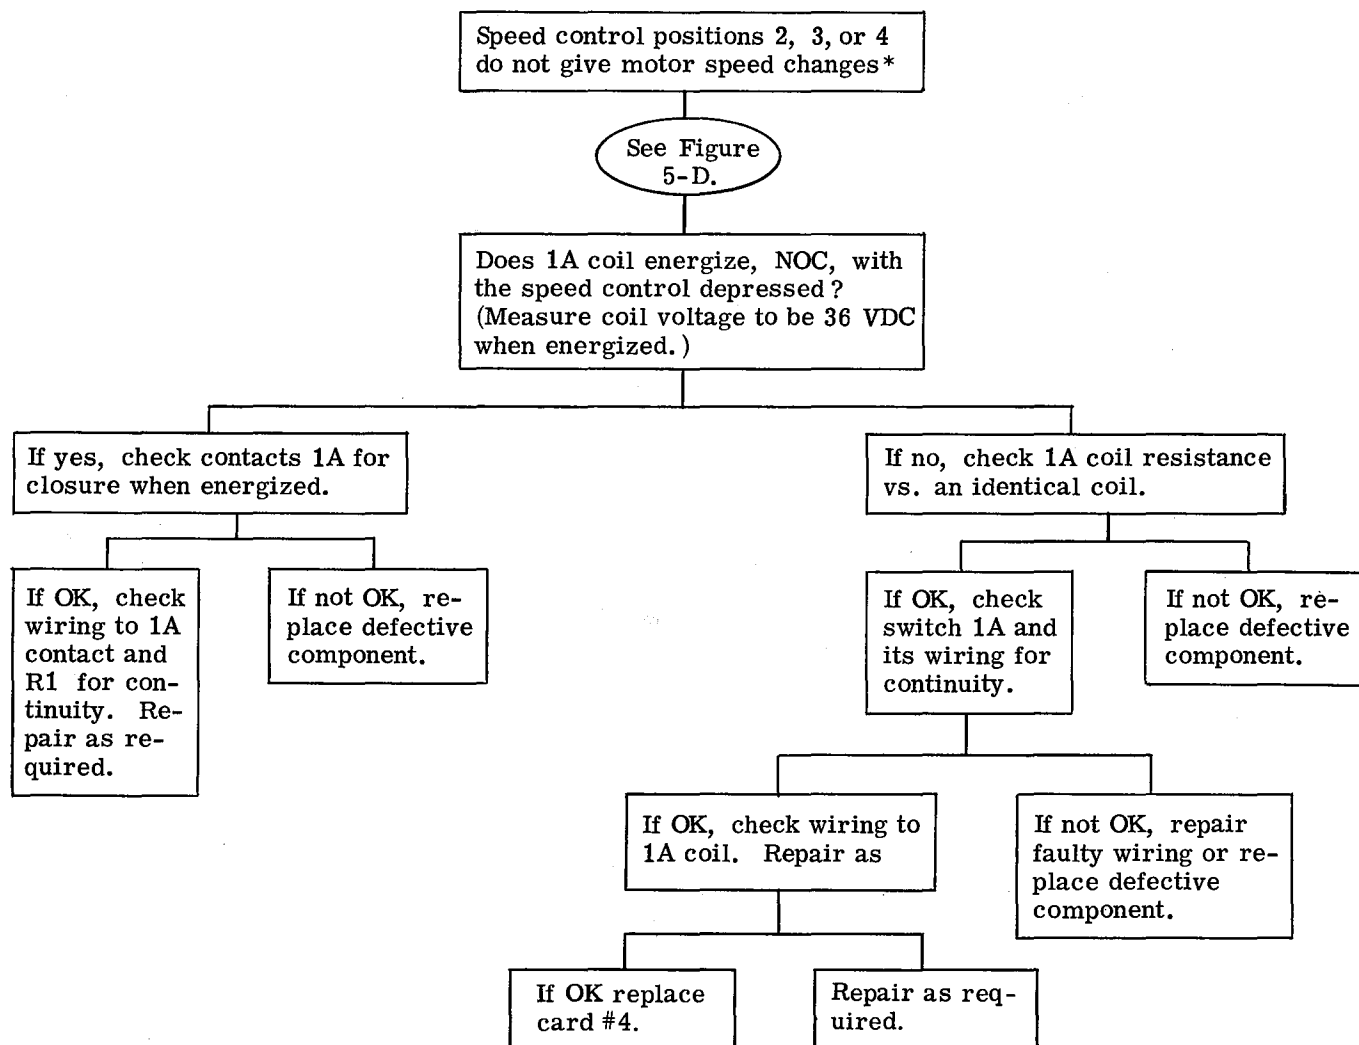 Speed control positions 2, 3, or 4
do not give motor speed changes*
See Figure
5-D.
Does 1A coil energize, NOC, with
the speed control depressed?
(Measure coil voltage to be 36 VDC
when energized.)
If yes, check contacts 1A for
closure when energized.
If no, check 1A coil resistance
vs. an identical coil.
If OK, check
wiring to 1A
contact and
R1 for con-
tinuity. Re-
pair as re-
quired.
If not OK, re-
place defective
component.
If OK, check
switch 1A and
its wiring for
continuity.
If not OK, re-
place defective
component.
If OK, check wiring to
1A coil. Repair as
If not OK, repair
faulty wiring or re-
place defective
component.
If OK replace
card #4.
Repair as req-
uired.